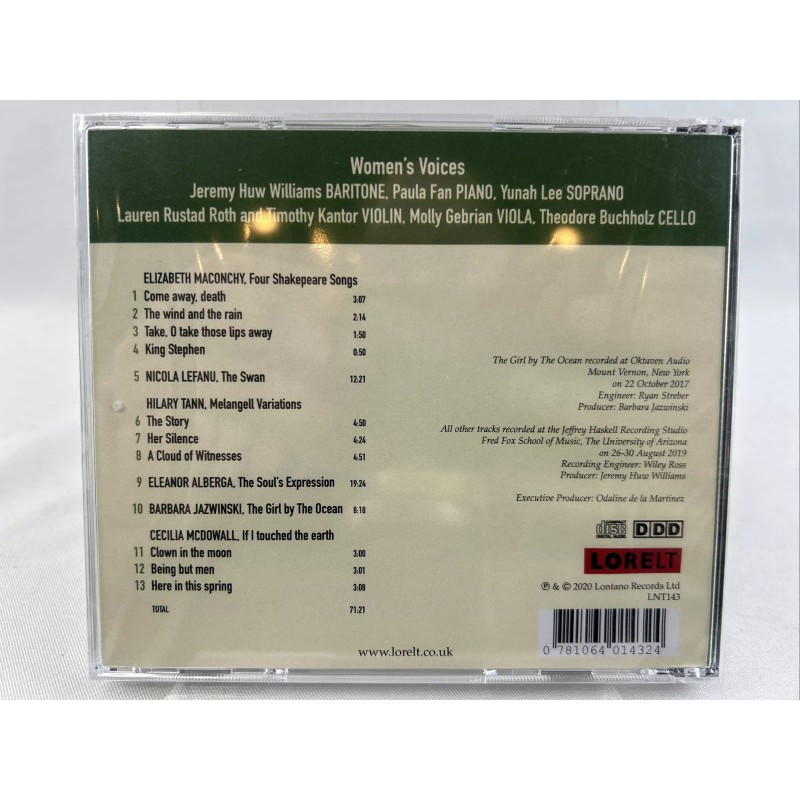 Women's Voices
Jeremy Huw Williams BARITONE, Paula Fan PIANO, Yunah Lee SOPRANO
Lauren Rustad Roth and Timothy Kantor VIOLIN, Molly Gebrian VIOLA, Theodore Buchholz CELLO
ELIZABETH MACONCHY, Four Shakepeare Songs
1 Come away, death 3:07
2 The wind and the rain 2:14
3 Take, O take those lips away 1:50
4 King Stephen 0:50
5 NICOLA LEFANU, The Swan 12:21
HILARY TANN, Melangell Variations
6 The Story 4:50
7 Her Silence 4:24
8 A Cloud of Witnesses 4:51
9 ELEANOR ALBERGA, The Soul's Expression 19:24
10 BARBARA JAZWINSKI, The Girl by The Ocean 8:18
CECILIA MCDOWALL, If I touched the earth
11 Clown in the moon 3:00
12 Being but men 3:01
13 Here in this spring 3:08
TOTAL 71:21
The Girl by The Ocean recorded at Oktaven Audio
Mount Vernon, New York
on 22 October 2017
Engineer: Ryan Streber
Producer: Barbara Jazwinski
All other tracks recorded at the Jeffrey Haskell Recording Studio
Fred Fox School of Music, The University of Arizona
on 26-30 August 2019
Recording Engineer: Wiley Ross
Producer: Jeremy Huw Williams
Executive Producer: Odaline de la Martinez
COMPACT disc DIGITAL AUDIO DDD
LORELT
℗ & © 2020 Lontano Records Ltd
LNT143
0 781064 014324
www.lorelt.co.uk